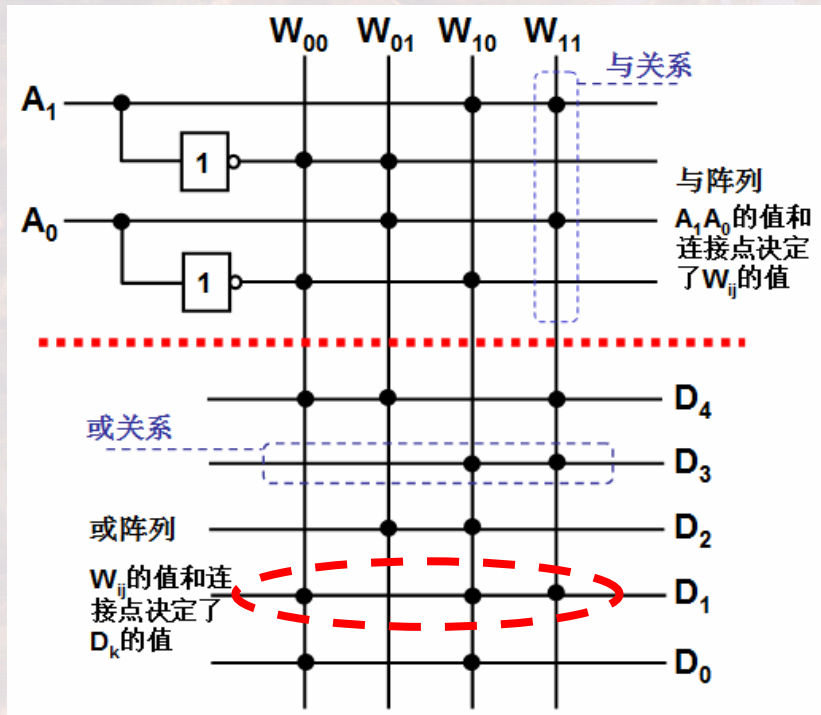 W₀₀ W₀₁ W₁₀ W₁₁
与关系
A₁
1
与阵列
A₀
A₁A₀的值和
连接点决定
了Wᵢⱼ的值
1
D₄
或关系
D₃
或阵列
D₂
Wᵢⱼ的值和连
接点决定了
Dₖ的值
D₁
D₀